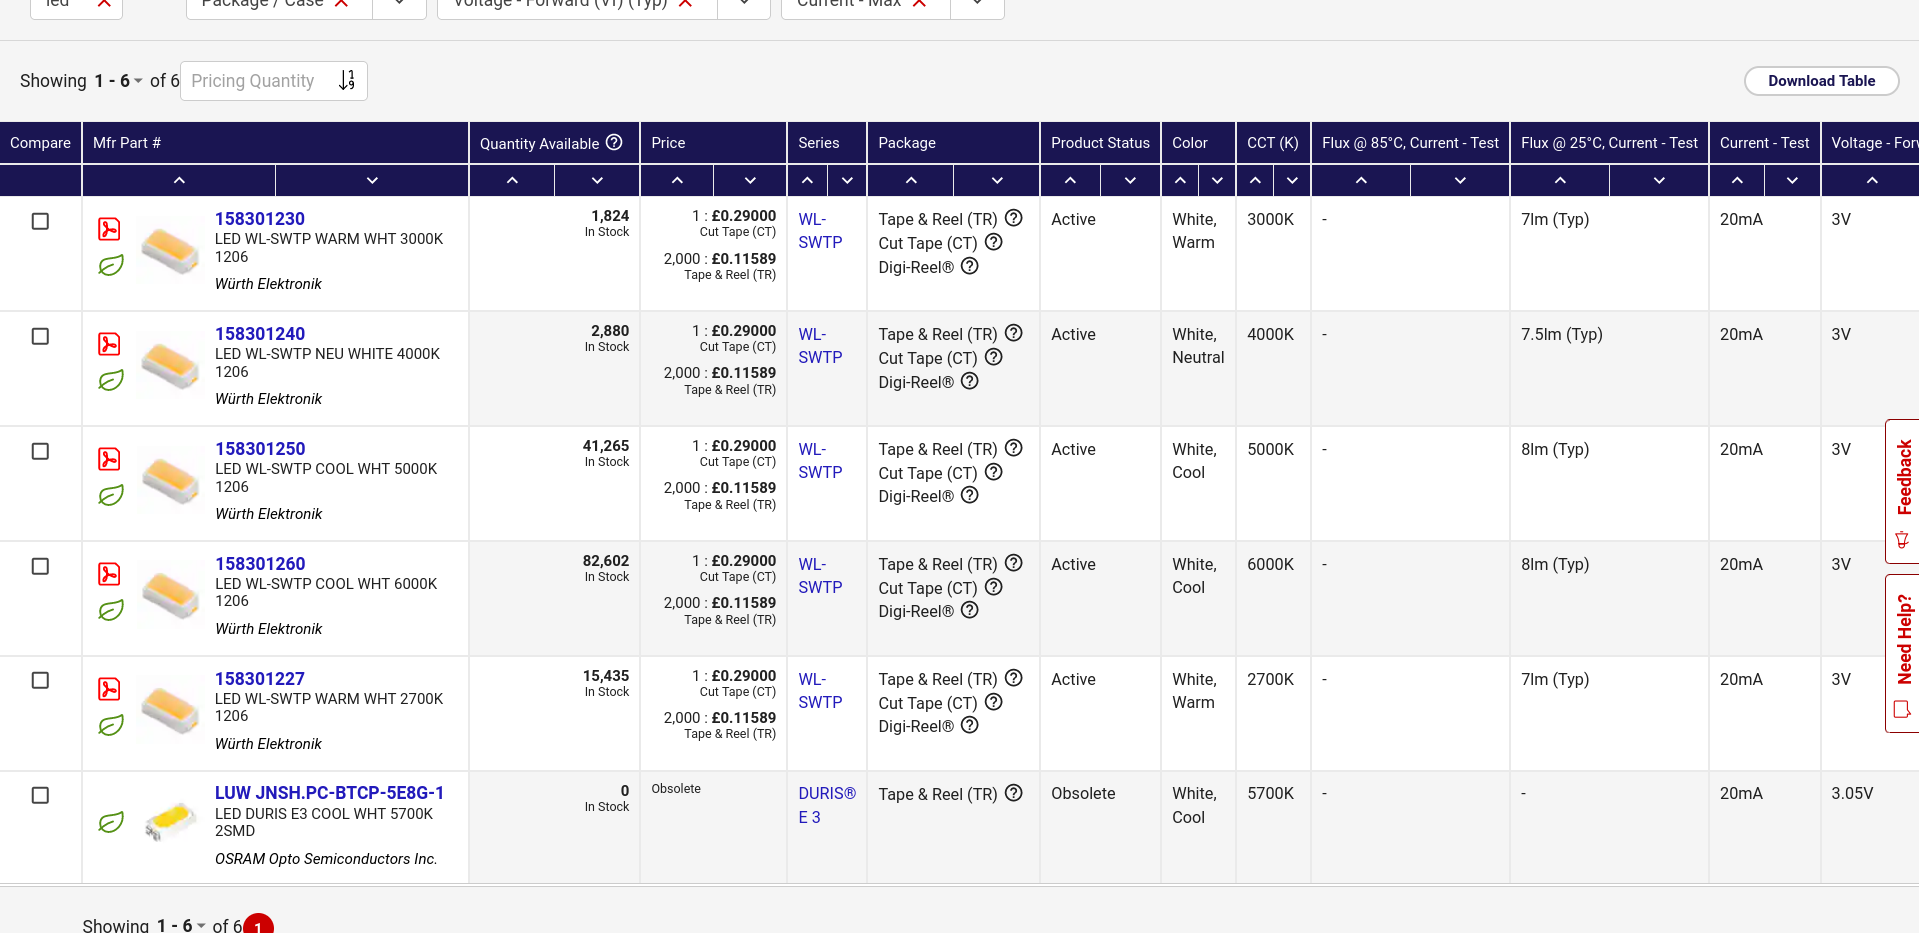 led
Package / Case
Voltage - Forward (Vf) (Typ)
Current - Max
Showing 1 - 6 of 6 Pricing Quantity
Download Table
Compare Mfr Part # Quantity Available Price Series Package Product Status Color CCT (K) Flux @ 85°C, Current - Test Flux @ 25°C, Current - Test Current - Test Voltage - Forw
158301230
LED WL-SWTP WARM WHT 3000K
1206
Würth Elektronik
1,824
In Stock
1 : £0.29000
Cut Tape (CT)
2,000 : £0.11589
Tape & Reel (TR)
WL-
SWTP
Tape & Reel (TR)
Cut Tape (CT)
Digi-Reel®
Active
White,
Warm
3000K
-
7lm (Typ)
20mA
3V
158301240
LED WL-SWTP NEU WHITE 4000K
1206
Würth Elektronik
2,880
In Stock
1 : £0.29000
Cut Tape (CT)
2,000 : £0.11589
Tape & Reel (TR)
WL-
SWTP
Tape & Reel (TR)
Cut Tape (CT)
Digi-Reel®
Active
White,
Neutral
4000K
-
7.5lm (Typ)
20mA
3V
158301250
LED WL-SWTP COOL WHT 5000K
1206
Würth Elektronik
41,265
In Stock
1 : £0.29000
Cut Tape (CT)
2,000 : £0.11589
Tape & Reel (TR)
WL-
SWTP
Tape & Reel (TR)
Cut Tape (CT)
Digi-Reel®
Active
White,
Cool
5000K
-
8lm (Typ)
20mA
3V
158301260
LED WL-SWTP COOL WHT 6000K
1206
Würth Elektronik
82,602
In Stock
1 : £0.29000
Cut Tape (CT)
2,000 : £0.11589
Tape & Reel (TR)
WL-
SWTP
Tape & Reel (TR)
Cut Tape (CT)
Digi-Reel®
Active
White,
Cool
6000K
-
8lm (Typ)
20mA
3V
158301227
LED WL-SWTP WARM WHT 2700K
1206
Würth Elektronik
15,435
In Stock
1 : £0.29000
Cut Tape (CT)
2,000 : £0.11589
Tape & Reel (TR)
WL-
SWTP
Tape & Reel (TR)
Cut Tape (CT)
Digi-Reel®
Active
White,
Warm
2700K
-
7lm (Typ)
20mA
3V
LUW JNSH.PC-BTCP-5E8G-1
LED DURIS E3 COOL WHT 5700K
2SMD
OSRAM Opto Semiconductors Inc.
0
In Stock
Obsolete
DURIS®
E 3
Tape & Reel (TR)
Obsolete
White,
Cool
5700K
-
-
20mA
3.05V
Feedback
Need Help?
Showing 1 - 6 of 6 1